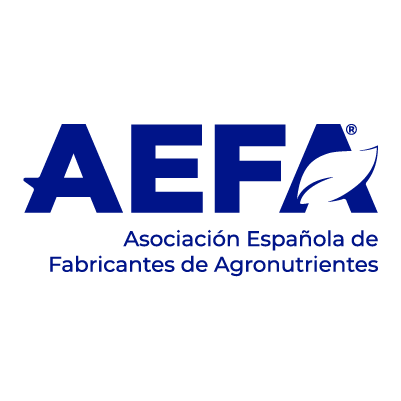 AEFA®
Asociación Española de
Fabricantes de Agronutrientes